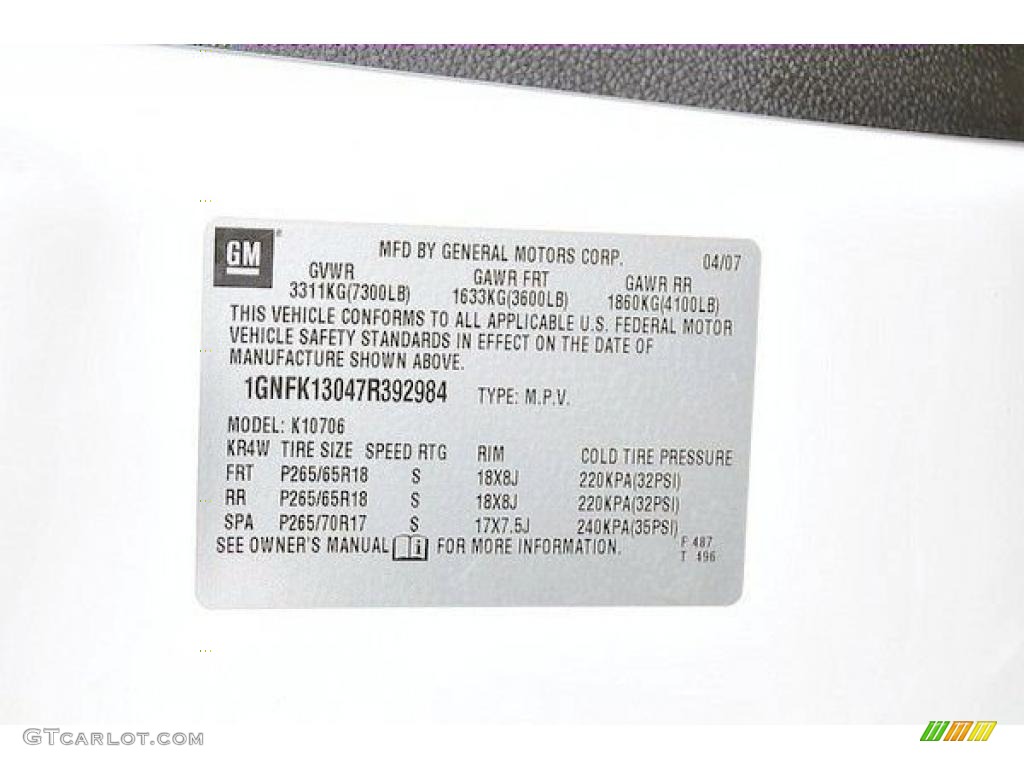 GM
MFD BY GENERAL MOTORS CORP. 04/07
GVWR GAWR FRT GAWR RR
3311KG(7300LB) 1633KG(3600LB) 1860KG(4100LB)
THIS VEHICLE CONFORMS TO ALL APPLICABLE U.S. FEDERAL MOTOR
VEHICLE SAFETY STANDARDS IN EFFECT ON THE DATE OF
MANUFACTURE SHOWN ABOVE.
1GNFK13047R392984 TYPE: M.P.V.
MODEL: K10706
KR4W TIRE SIZE SPEED RTG RIM COLD TIRE PRESSURE
FRT P265/65R18 S 18X8J 220KPA(32PSI)
RR P265/65R18 S 18X8J 220KPA(32PSI)
SPA P265/70R17 S 17X7.5J 240KPA(35PSI)
SEE OWNER'S MANUAL i FOR MORE INFORMATION. F 487
T 496
GTCARLOT.COM